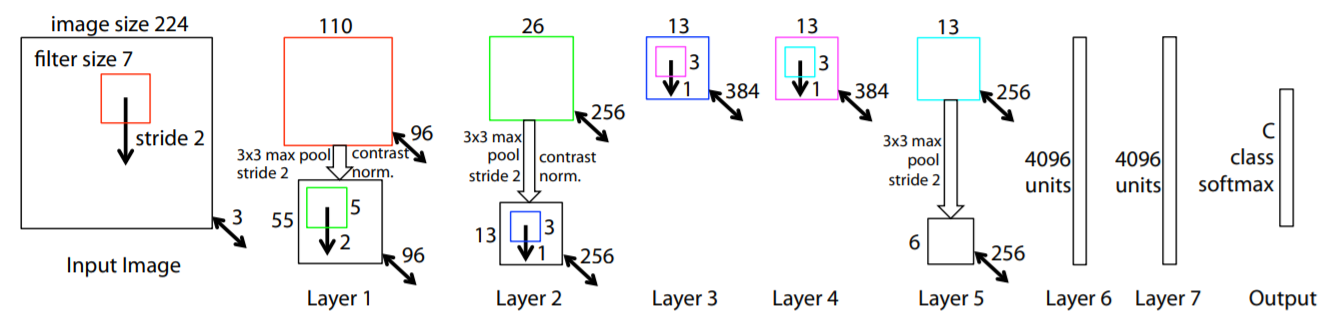 image size 224
filter size 7
stride 2
3
Input Image
110
96
3x3 max pool
stride 2
contrast
norm.
55
5
2
96
Layer 1
26
256
3x3 max
pool
stride 2
contrast
norm.
13
3
1
256
Layer 2
13
3
1
384
Layer 3
13
3
1
384
Layer 4
13
256
3x3 max
pool
stride 2
6
256
Layer 5
4096
units
Layer 6
4096
units
Layer 7
C
class
softmax
Output